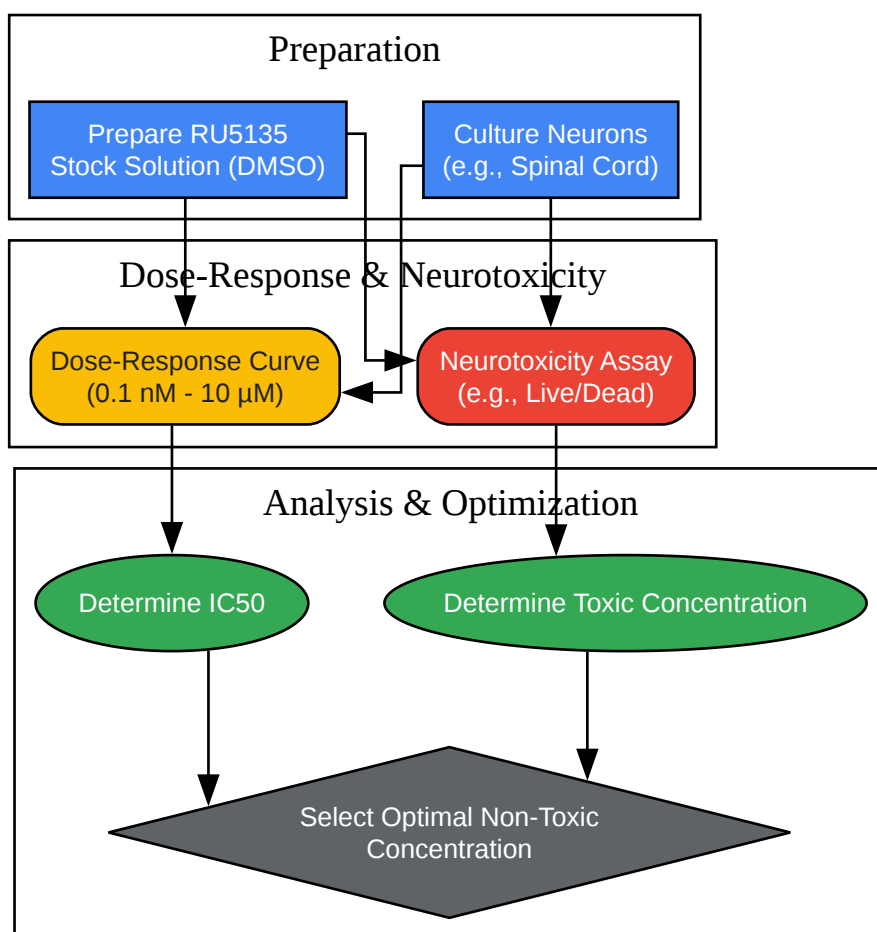 Preparation
Prepare RU5135
Stock Solution (DMSO)
Culture Neurons
(e.g., Spinal Cord)
Dose-Response & Neurotoxicity
Dose-Response Curve
(0.1 nM - 10 µM)
Neurotoxicity Assay
(e.g., Live/Dead)
Analysis & Optimization
Determine IC50
Determine Toxic Concentration
Select Optimal Non-Toxic
Concentration